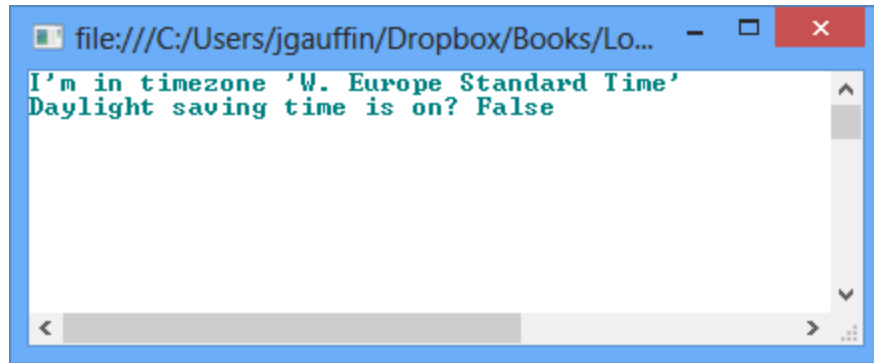 file:///C:/Users/jgauffin/Dropbox/Books/Lo...
I'm in timezone 'W. Europe Standard Time'
Daylight saving time is on? False